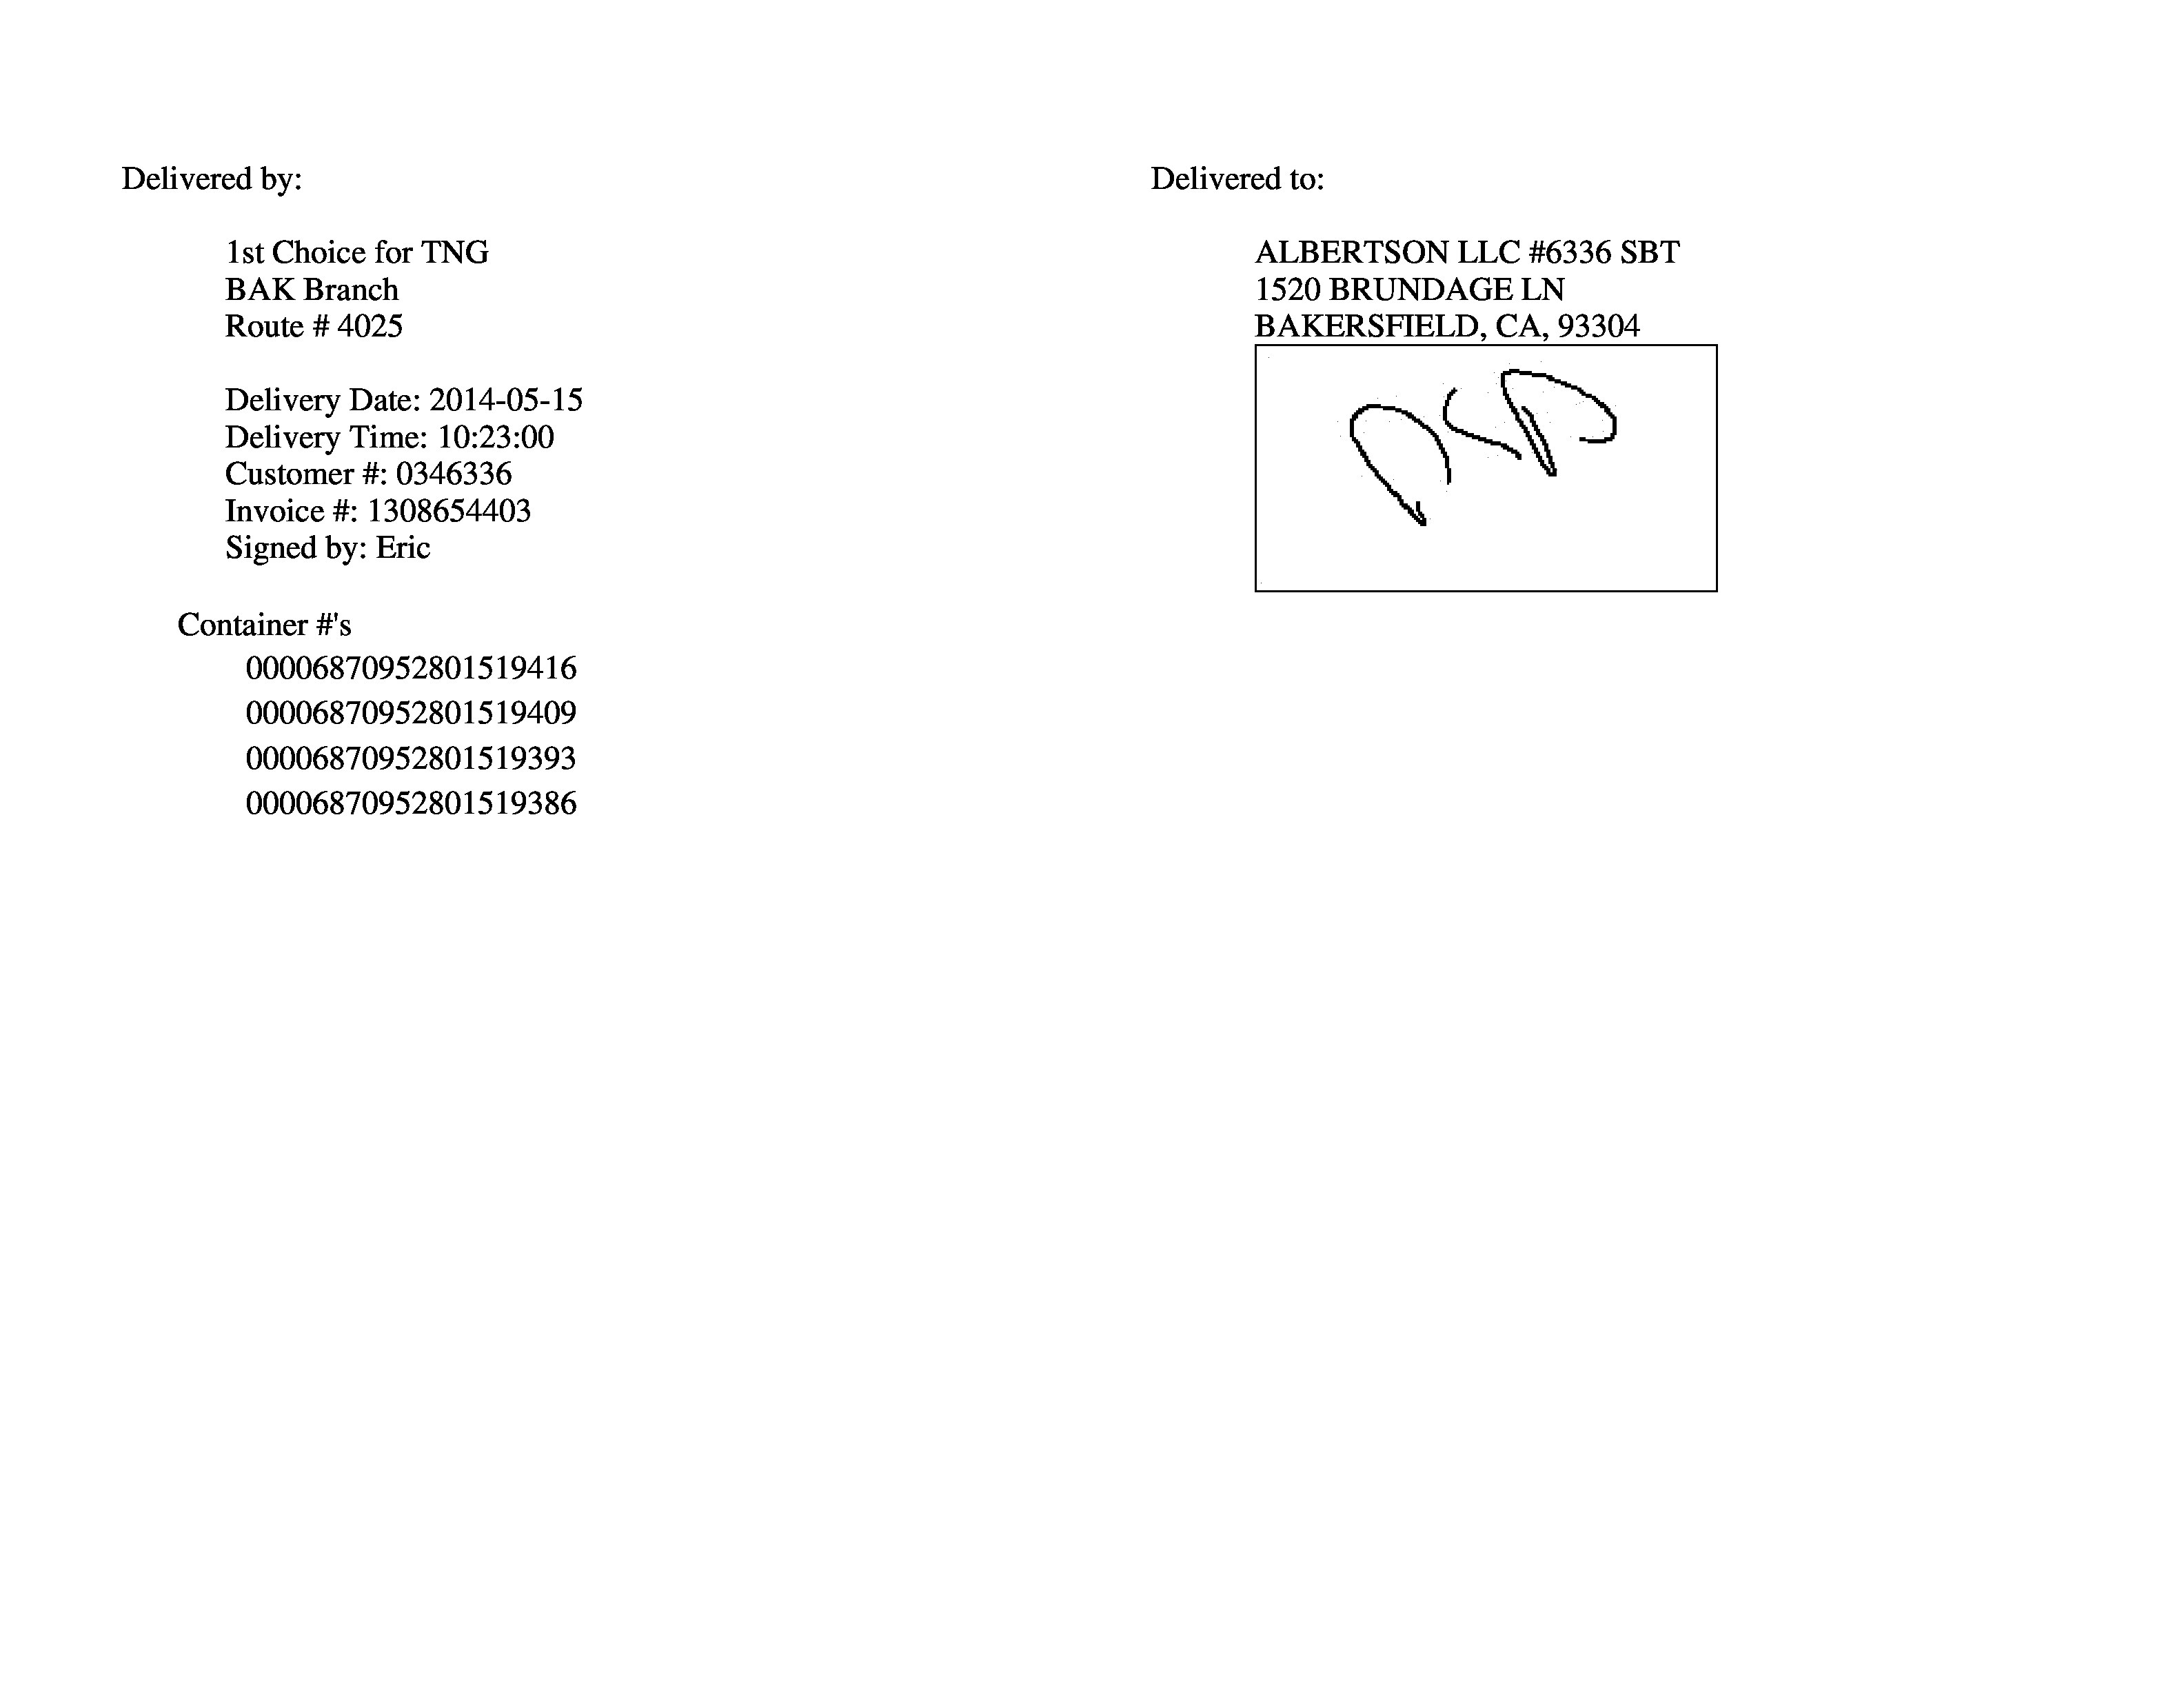 Delivered by:
1st Choice for TNG
BAK Branch
Route # 4025
Delivery Date: 2014-05-15
Delivery Time: 10:23:00
Customer #: 0346336
Invoice #: 1308654403
Signed by: Eric
Container #'s
00006870952801519416
00006870952801519409
00006870952801519393
00006870952801519386
Delivered to:
ALBERTSON LLC #6336 SBT
1520 BRUNDAGE LN
BAKERSFIELD, CA, 93304